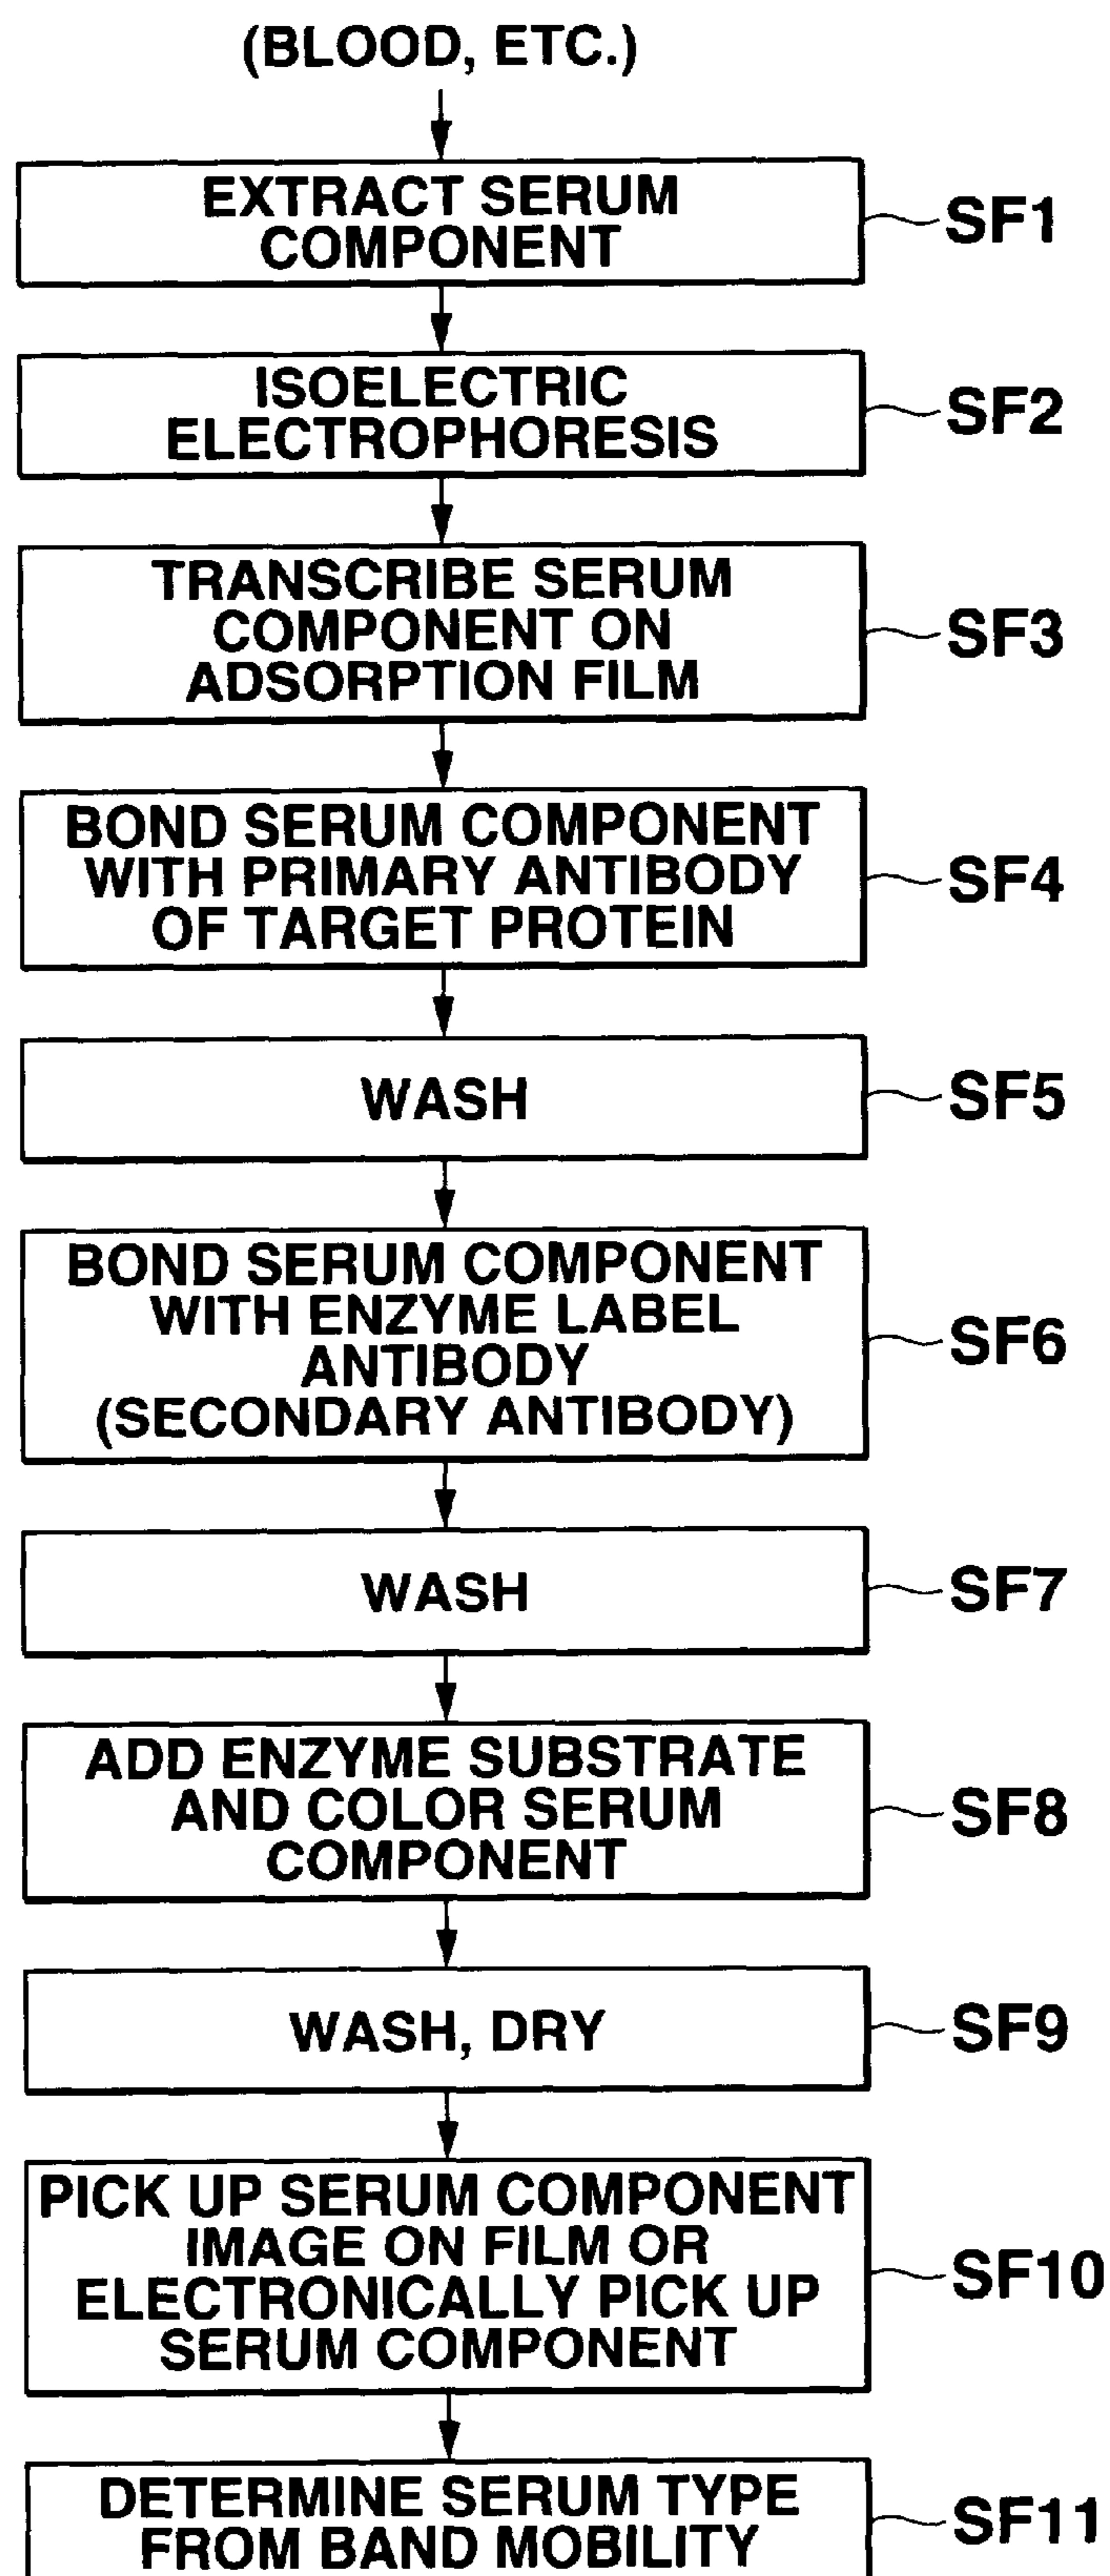 (BLOOD, ETC.)
EXTRACT SERUM
COMPONENT
SF1
ISOELECTRIC
ELECTROPHORESIS
SF2
TRANSCRIBE SERUM
COMPONENT ON
ADSORPTION FILM
SF3
BOND SERUM COMPONENT
WITH PRIMARY ANTIBODY
OF TARGET PROTEIN
SF4
WASH
SF5
BOND SERUM COMPONENT
WITH ENZYME LABEL
ANTIBODY
(SECONDARY ANTIBODY)
SF6
WASH
SF7
ADD ENZYME SUBSTRATE
AND COLOR SERUM
COMPONENT
SF8
WASH, DRY
SF9
PICK UP SERUM COMPONENT
IMAGE ON FILM OR
ELECTRONICALLY PICK UP
SERUM COMPONENT
SF10
DETERMINE SERUM TYPE
FROM BAND MOBILITY
SF11